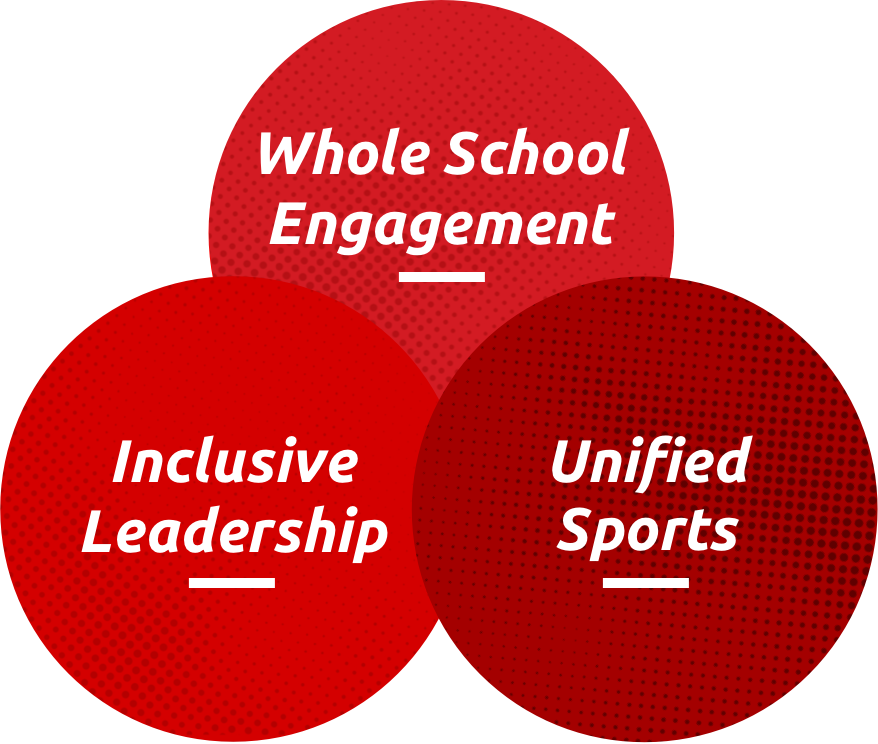 Whole School
Engagement
Inclusive
Leadership
Unified
Sports